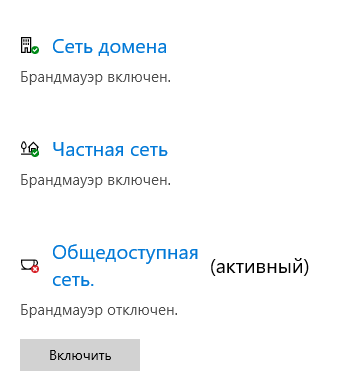 Сеть домена
Брандмауэр включен.
Частная сеть
Брандмауэр включен.
Общедоступная
сеть.
(активный)
Брандмауэр отключен.
Включить